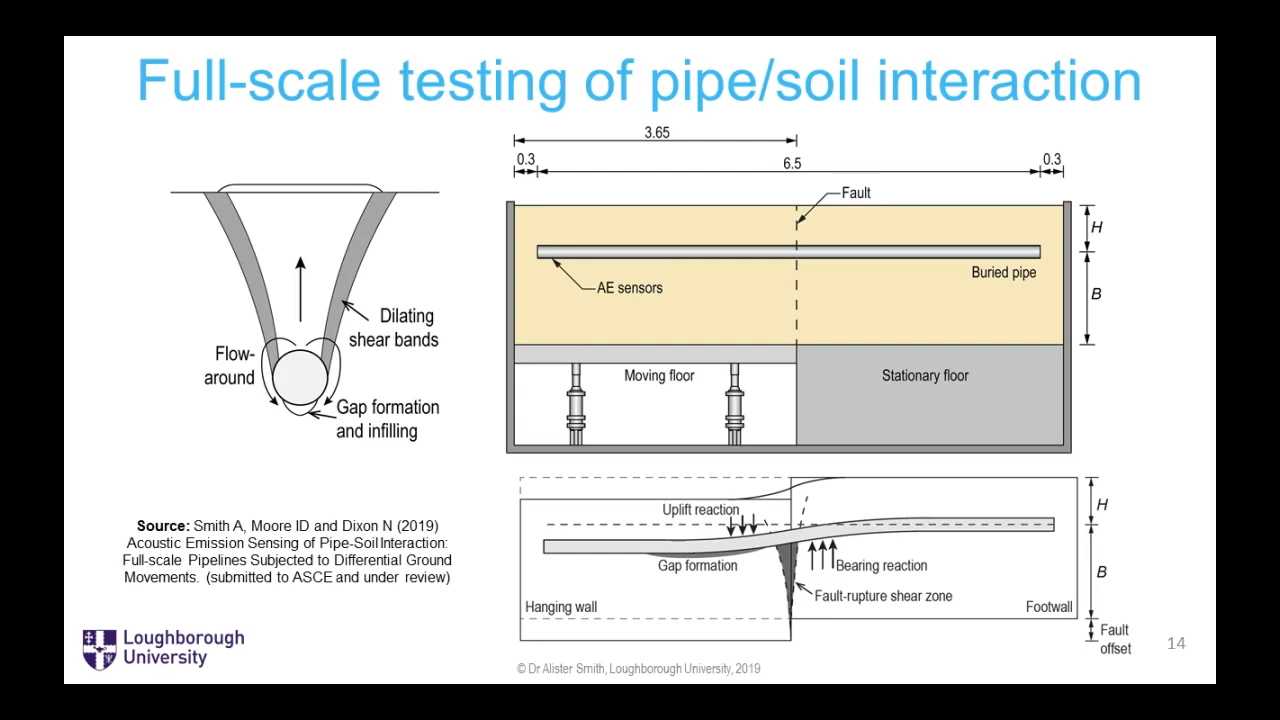 Full-scale testing of pipe/soil interaction
3.65
0.3
6.5
0.3
Fault
H
AE sensors
Buried pipe
B
Moving floor
Stationary floor
Dilating
shear bands
Flow-
around
Gap formation
and infilling
Uplift reaction
H
Gap formation
Bearing reaction
B
Fault-rupture shear zone
Hanging wall
Footwall
Fault
offset
Source: Smith A, Moore ID and Dixon N (2019)
Acoustic Emission Sensing of Pipe-Soil Interaction:
Full-scale Pipelines Subjected to Differential Ground
Movements. (submitted to ASCE and under review)
Loughborough
University
© Dr Alister Smith, Loughborough University, 2019
14